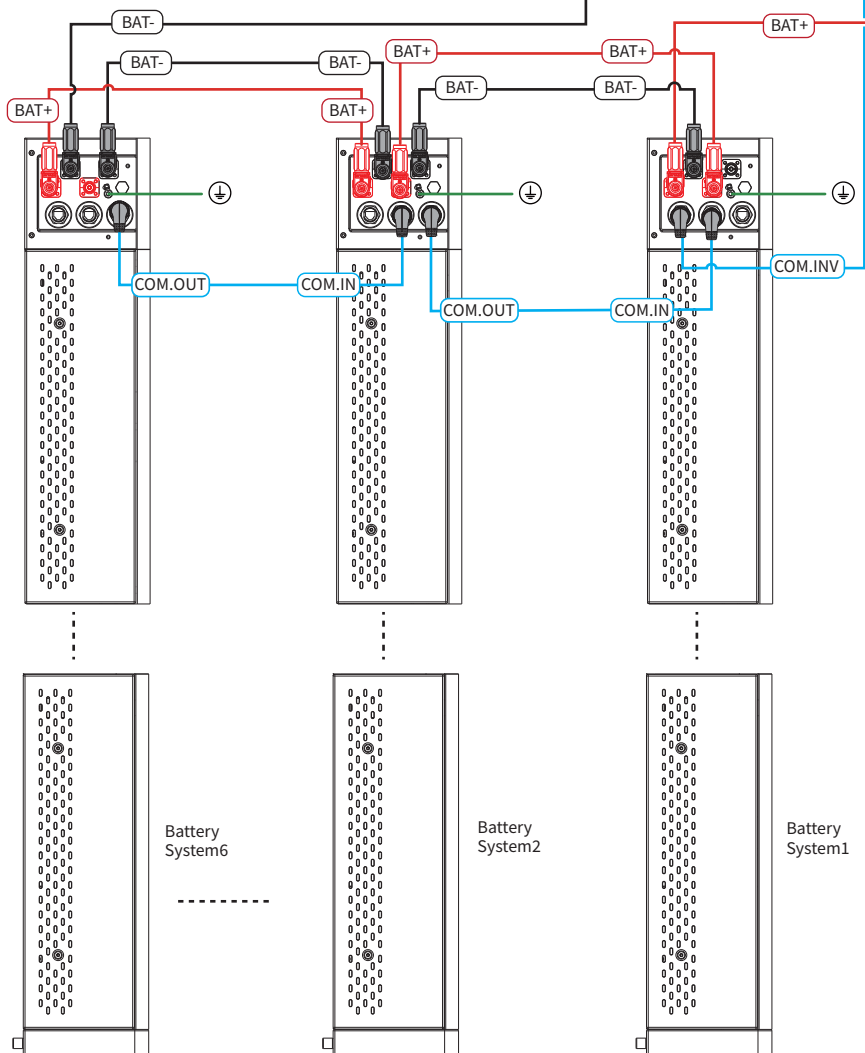 BAT-
BAT+
BAT+
BAT+
BAT-
BAT-
BAT-
BAT-
BAT+
BAT+
COM.INV
COM.OUT
COM.IN
COM.OUT
COM.IN
Battery
System6
Battery
System2
Battery
System1